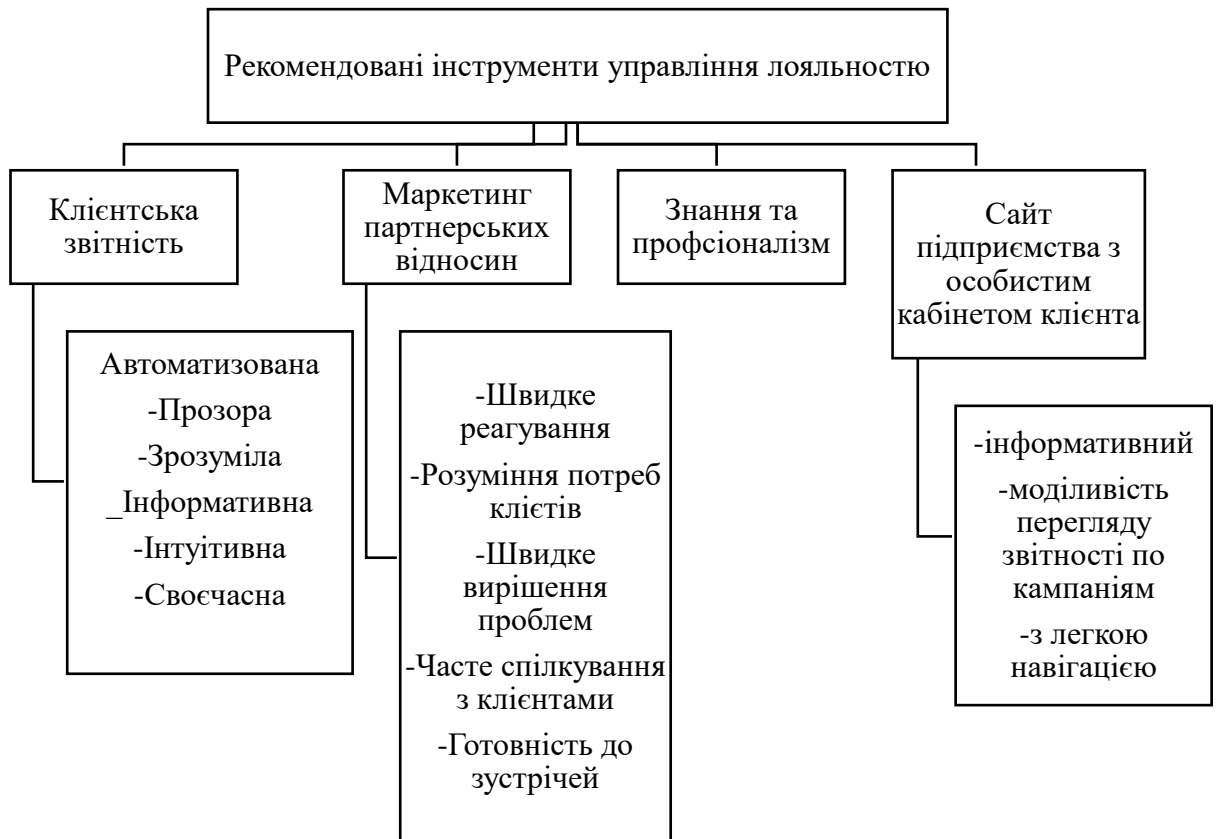 Рекомендовані інструменти управління лояльностю
Клієнтська
звітність
Маркетинг
партнерських
відносин
Знання та
профсіоналізм
Сайт
підприємства з
особистим
кабінетом клієнта
Автоматизована
-Прозора
-Зрозуміла
_Інформативна
-Інтуітивна
-Своєчасна
-Швидке
реагування
-Розуміння потреб
клієтів
-Швидке
вирішення
проблем
-Часте спілкування
з клієнтами
-Готовність до
зустрічей
-інформативний
-моділивість
перегляду
звітності по
кампаніям
-з легкою
навігацією